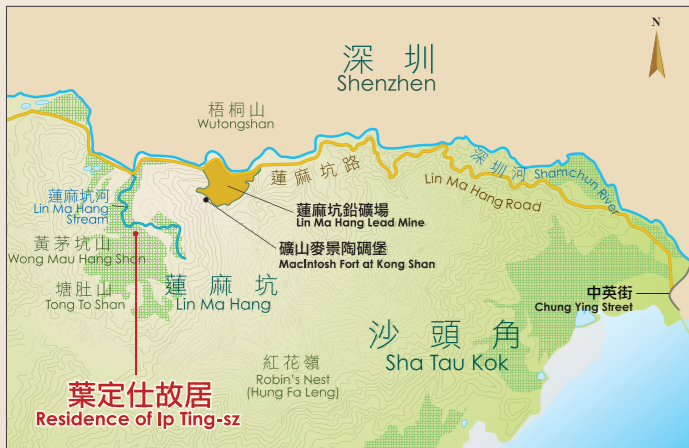 N
深圳
Shenzhen
梧桐山
Wutongshan
蓮麻坑路
Lin Ma Hang Road
深圳河 Shamchun River
蓮麻坑河
Lin Ma Hang
Stream
蓮麻坑鉛礦場
Lin Ma Hang Lead Mine
礦山麥景陶碉堡
MacIntosh Fort at Kong Shan
黃茅坑山
Wong Mau Hang Shan
塘肚山
Tong To Shan
蓮麻坑
Lin Ma Hang
中英街
Chung Ying Street
沙頭角
Sha Tau Kok
紅花嶺
Robin's Nest
(Hung Fa Leng)
葉定仕故居
Residence of Ip Ting-sz